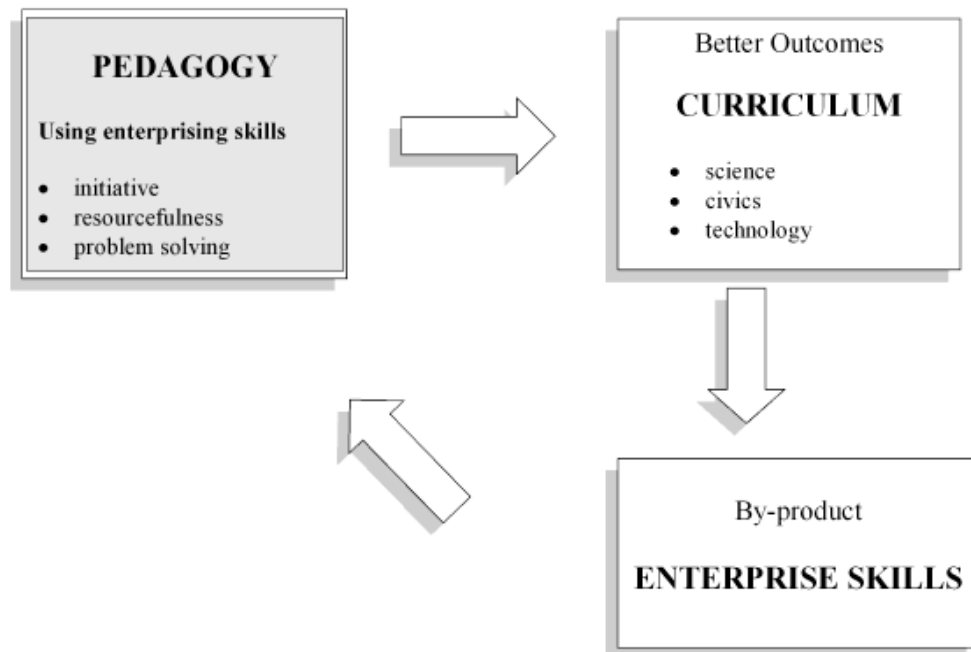 PEDAGOGY
Using enterprising skills
• initiative
• resourcefulness
• problem solving
Better Outcomes
CURRICULUM
• science
• civics
• technology
By-product
ENTERPRISE SKILLS